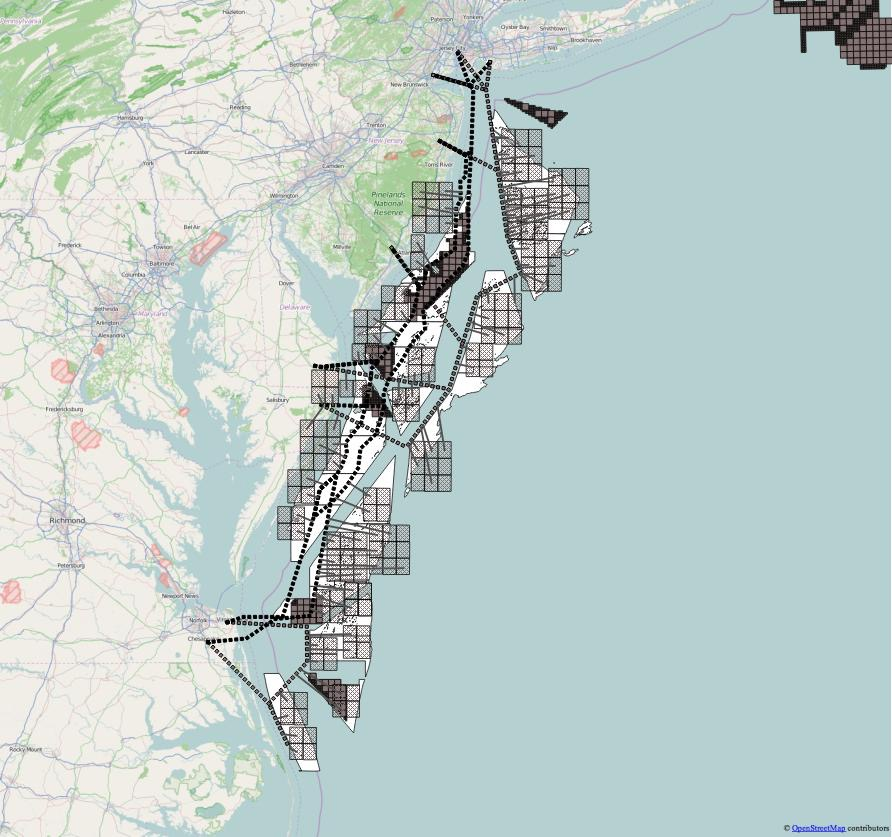 Hazleton
Paterson
Yonkers
Pennsylvania
Oyster Bay
Smithtown
Islip
Brookhaven
Bethlehem
New Brunswick
Reading
Harrisburg
Trenton
New Jersey
Lancaster
York
Camden
Toms River
Wilmington
Pinelands
National
Reserve
Bel Air
Millville
Frederick
Towson
Baltimore
Columbia
Dover
Bethesda
Maryland
Delaware
Arlington
Alexandria
Salisbury
Fredericksburg
Richmond
Petersburg
Newport News
Norfolk
Rocky Mount
© OpenStreetMap contributors